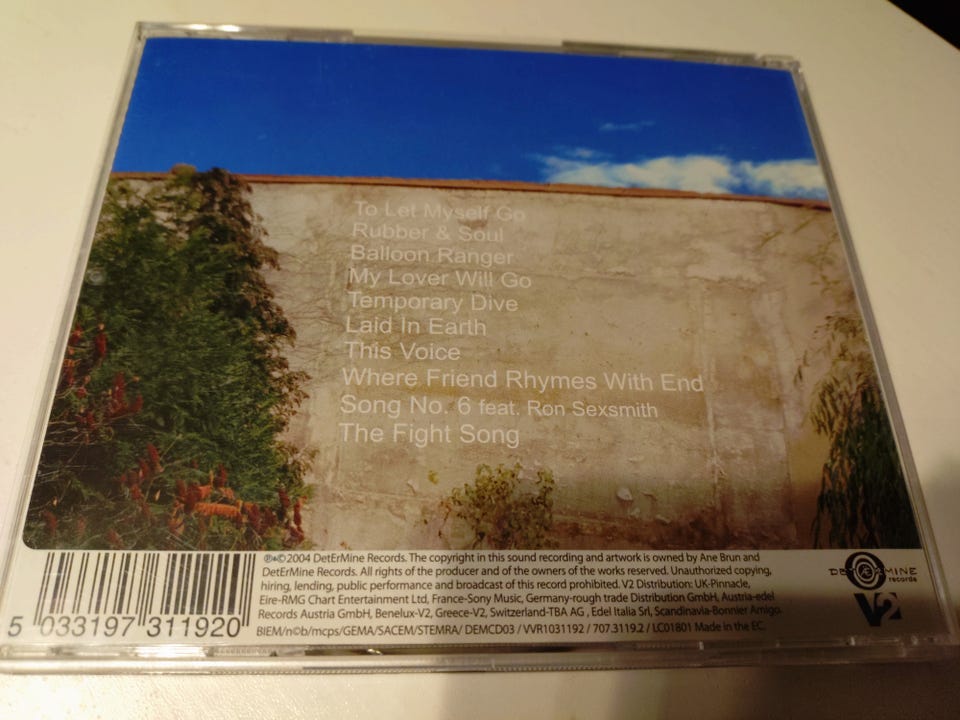 To Let Myself Go
Rubber & Soul
Balloon Ranger
My Lover Will Go
Temporary Dive
Laid In Earth
This Voice
Where Friend Rhymes With End
Song No. 6 feat. Ron Sexsmith
The Fight Song
℗+©2004 DetErMine Records. The copyright in this sound recording and artwork is owned by Ane Brun and
DetErMine Records. All rights of the producer and of the owners of the works reserved. Unauthorized copying,
hiring, lending, public performance and broadcast of this record prohibited. V2 Distribution: UK-Pinnacle,
Eire-RMG Chart Entertainment Ltd, France-Sony Music, Germany-rough trade Distribution GmbH, Austria-edel
Records Austria GmbH, Benelux-V2, Greece-V2, Switzerland-TBA AG , Edel Italia Srl, Scandinavia-Bonnier Amigo.
BIEM/n©b/mcps/GEMA/SACEM/STEMRA / DEMCD03 / VVR1031192 / 707.3119.2 / LC01801 Made in the EC.
5 033197 311920
DETERMINE
records
V2